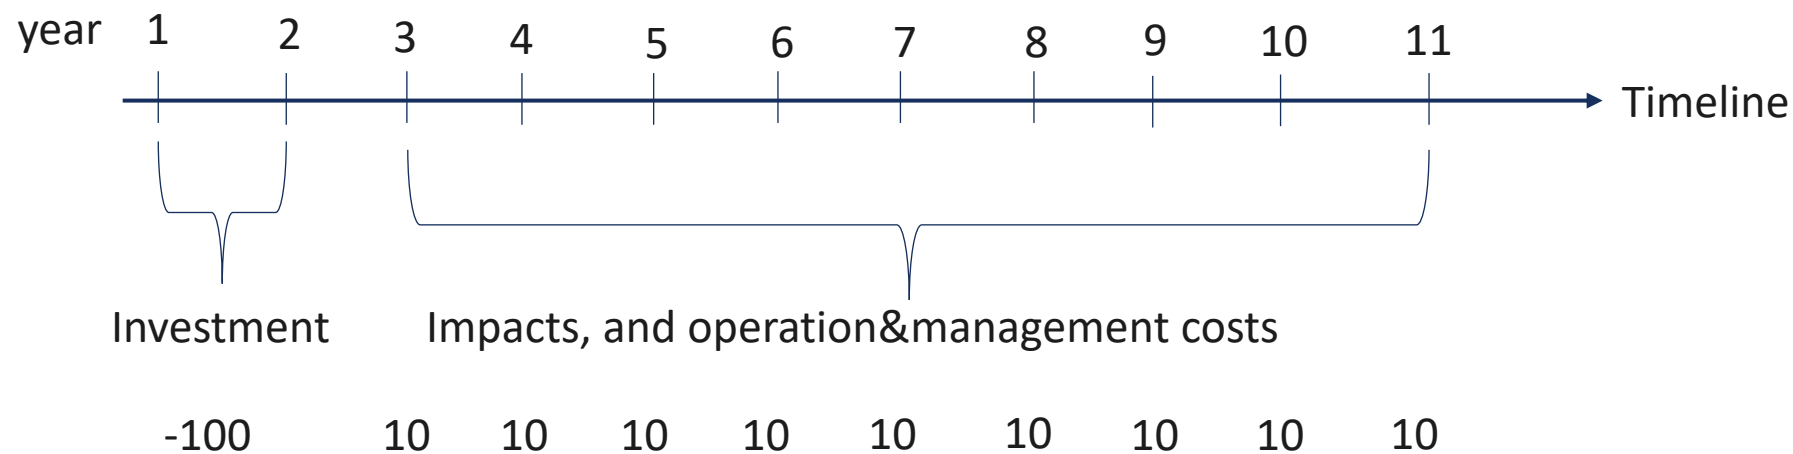 year 1 2 3 4 5 6 7 8 9 10 11
Timeline
Investment Impacts, and operation&management costs
-100 10 10 10 10 10 10 10 10 10